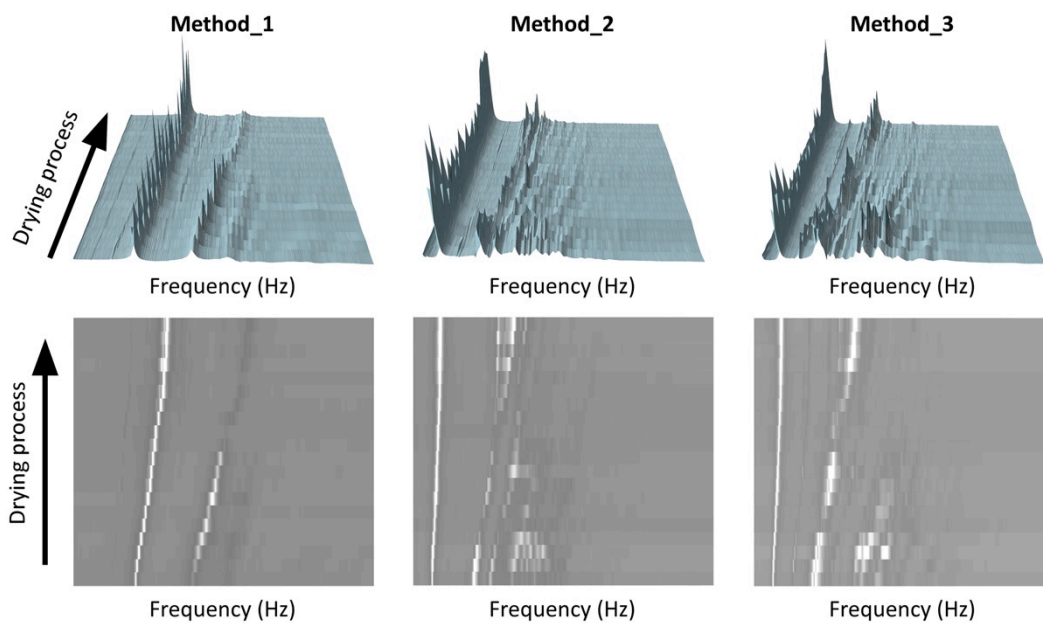 Method_1
Method_2
Method_3
Drying process
Frequency (Hz)
Frequency (Hz)
Frequency (Hz)
Drying process
Frequency (Hz)
Frequency (Hz)
Frequency (Hz)